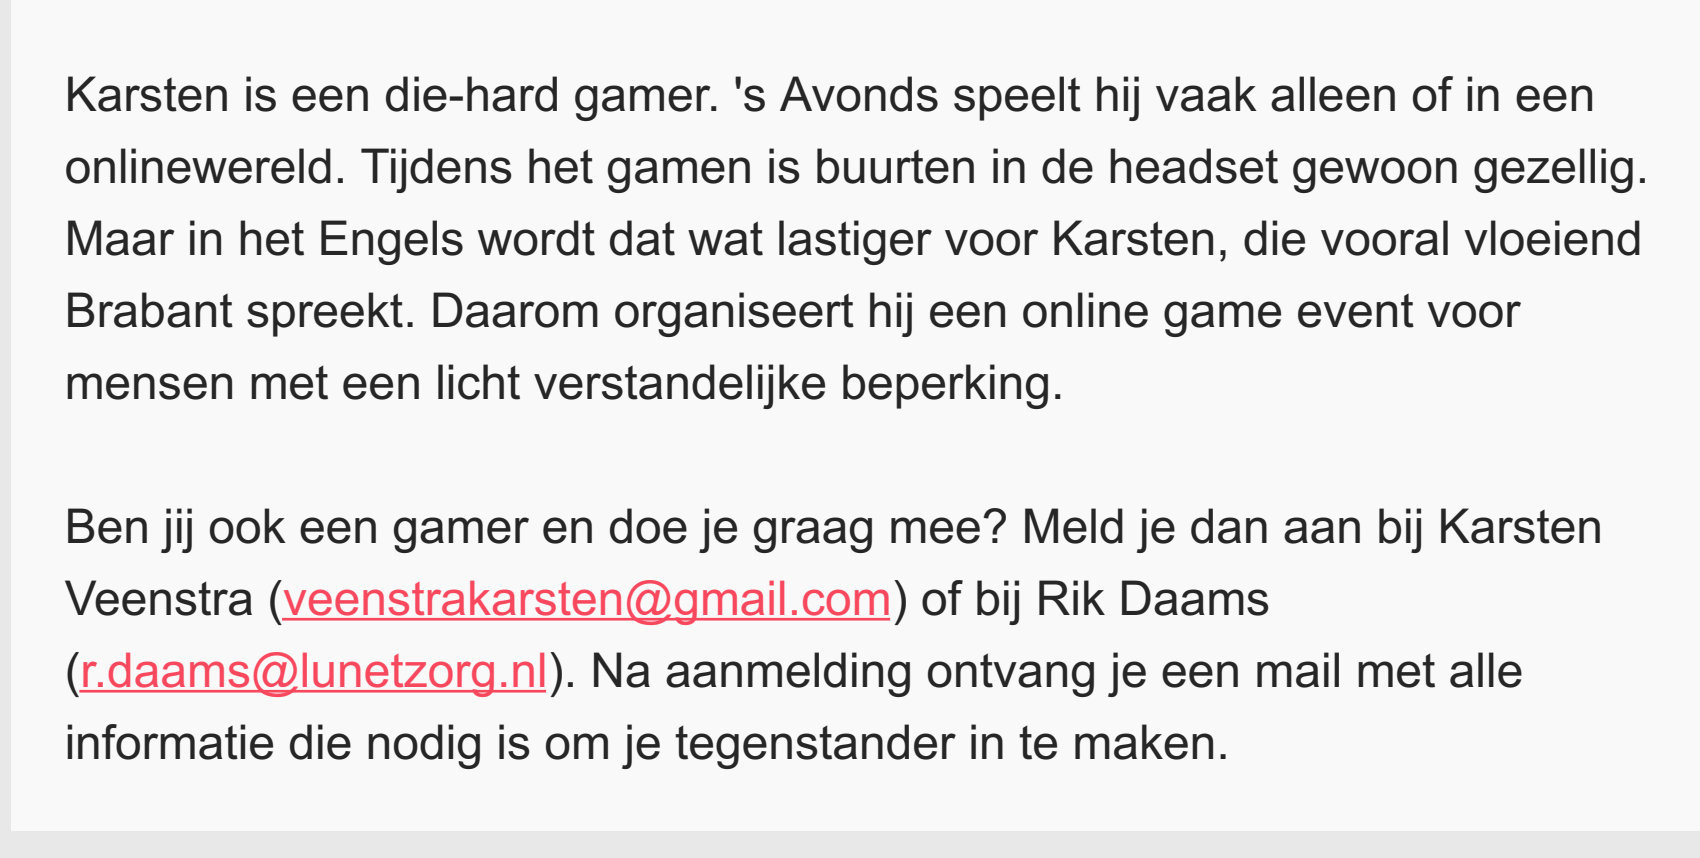 Karsten is een die-hard gamer. 's Avonds speelt hij vaak alleen of in een
onlinewereld. Tijdens het gamen is buurten in de headset gewoon gezellig.
Maar in het Engels wordt dat wat lastiger voor Karsten, die vooral vloeiend
Brabant spreekt. Daarom organiseert hij een online game event voor
mensen met een licht verstandelijke beperking.
Ben jij ook een gamer en doe je graag mee? Meld je dan aan bij Karsten
Veenstra (veenstrakarsten@gmail.com) of bij Rik Daams
(r.daams@lunetzorg.nl). Na aanmelding ontvang je een mail met alle
informatie die nodig is om je tegenstander in te maken.